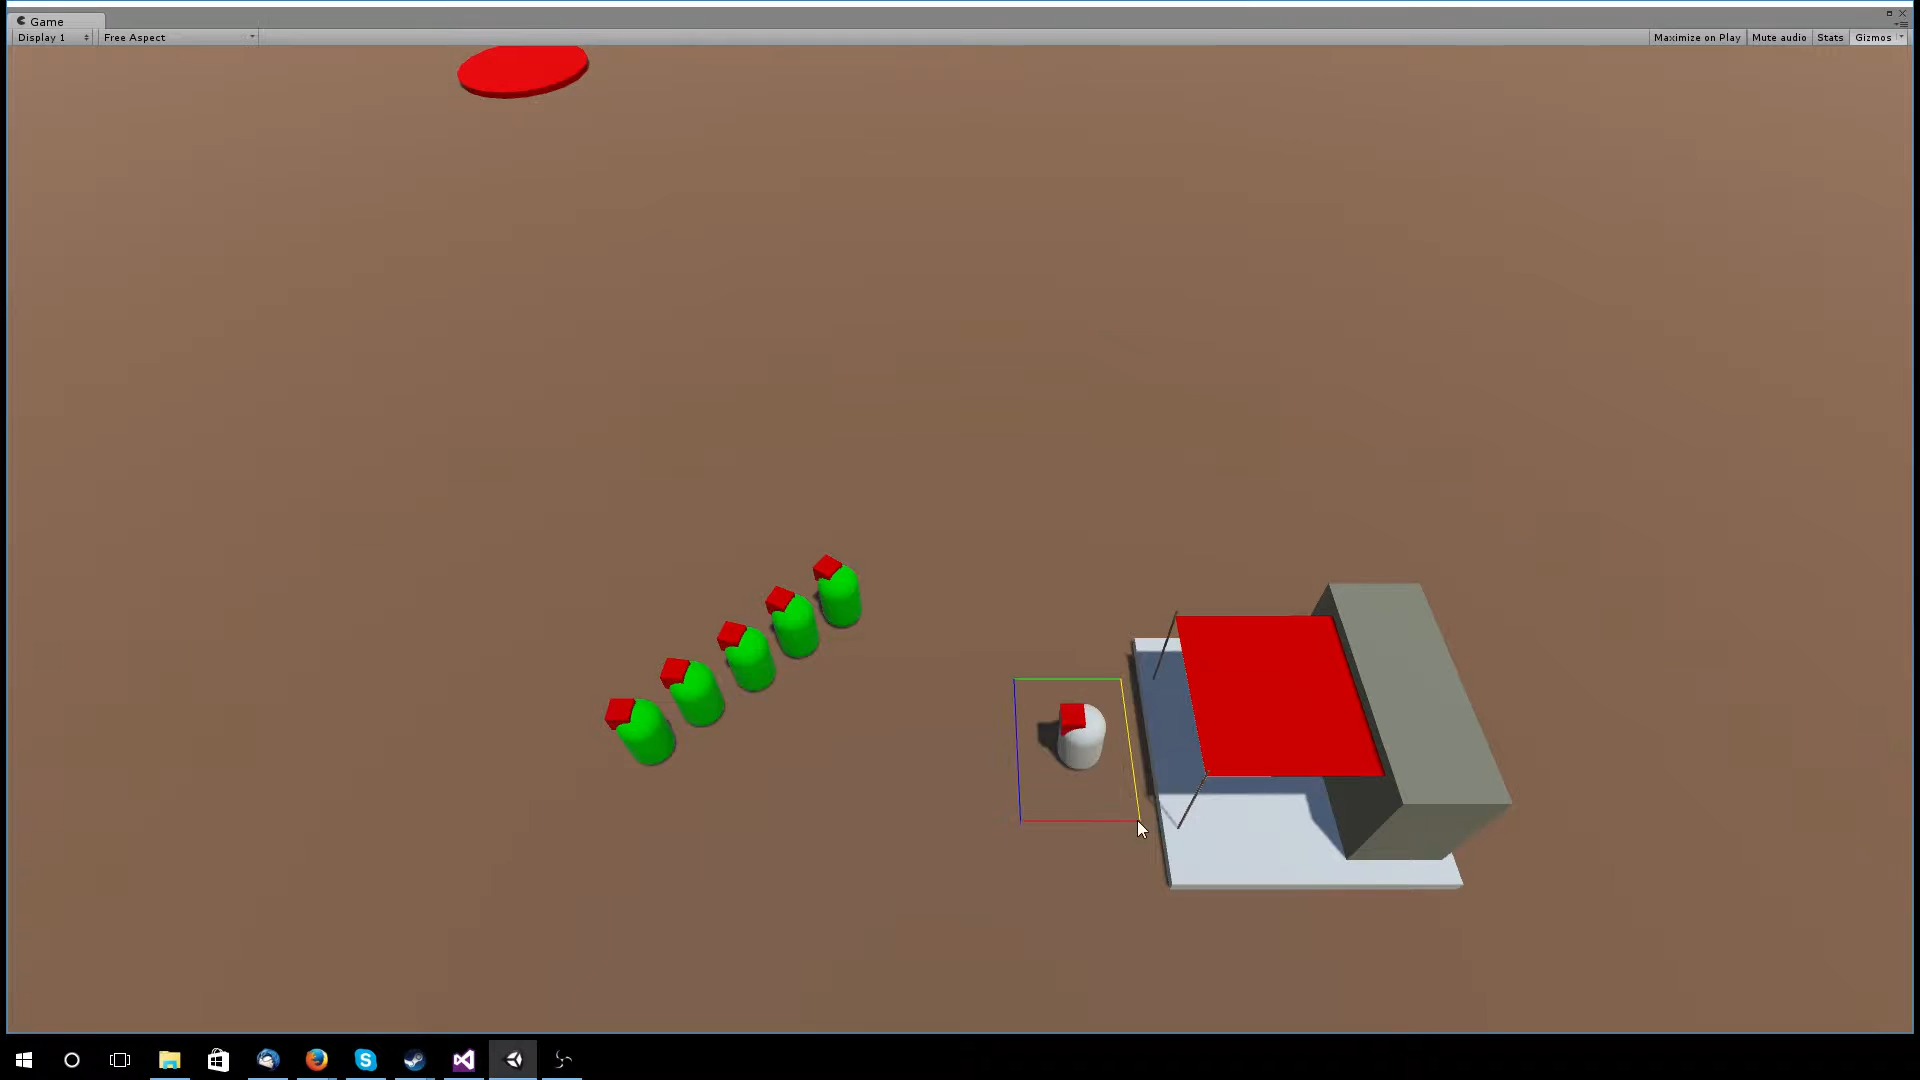 Game
Display 1
Free Aspect
Maximize on Play
Mute audio
Stats
Gizmos